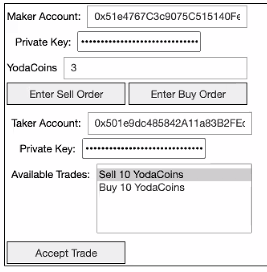 Maker Account: 0x51e4767C3c9075C515140Fe
Private Key: ••••••••••••••••••••••••••••••
YodaCoins 3
Enter Sell Order Enter Buy Order
Taker Account: 0x501e9dc485842A11a83B2FE
Private Key: ••••••••••••••••••••••••••••••
Available Trades: Sell 10 YodaCoins
Buy 10 YodaCoins
Accept Trade